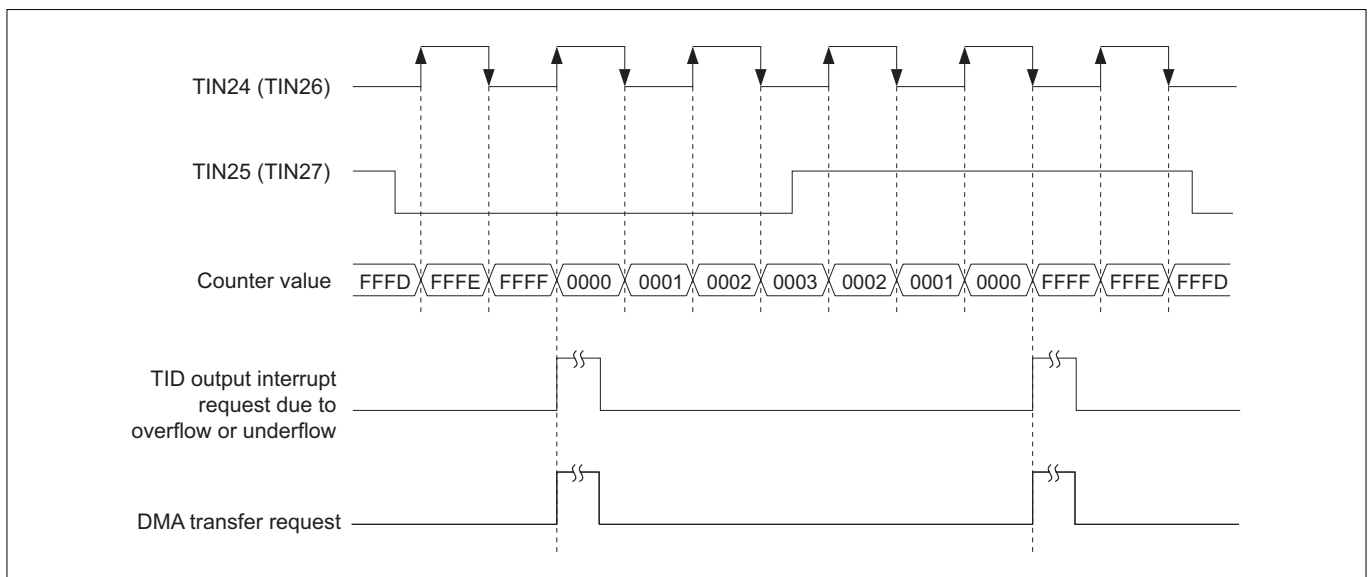 TIN24 (TIN26)
TIN25 (TIN27)
Counter value FFFD FFFE FFFF 0000 0001 0002 0003 0002 0001 0000 FFFF FFFE FFFD
TID output interrupt
request due to
overflow or underflow
DMA transfer request